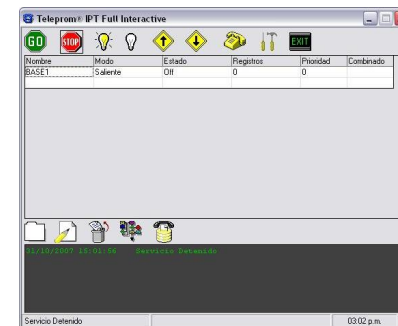 Teleprom® IPT Full Interactive
GO STOP EXIT
Nombre Modo Estado Registros Prioridad Combinado
BASE1 Saliente Off 0 0
31/10/2007 15:01:56 Servicio Detenido
Servicio Detenido 03:02 p.m.